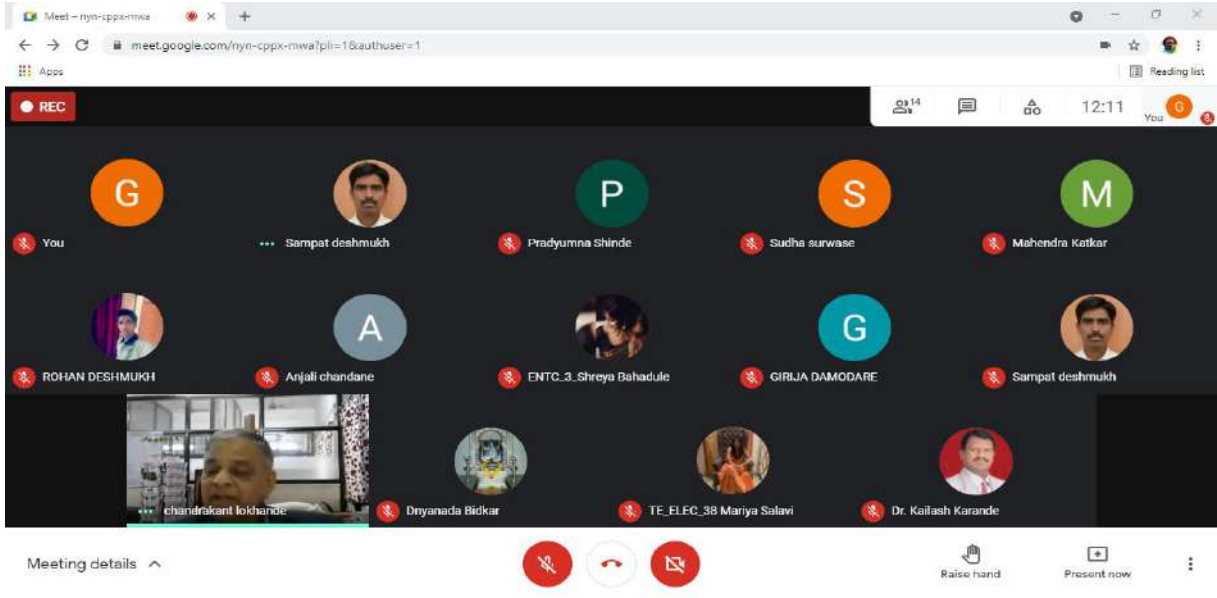 Meet – nyn-cppx-mwa
meet.google.com/nyn-cppx-mwa?pli=1&authuser=1
Apps
Reading list
REC
14
12:11
You
G
G
P
S
M
You
Sampat deshmukh
Pradyumna Shinde
Sudha surwase
Mahendra Katkar
A
G
ROHAN DESHMUKH
Anjali chandane
ENTC_3_Shreya Bahadule
GIRIJA DAMODARE
Sampat deshmukh
chandrakant lokhande
Dnyanada Bidkar
TE_ELEC_38 Mariya Salavi
Dr. Kailash Karande
Meeting details
Raise hand
Present now